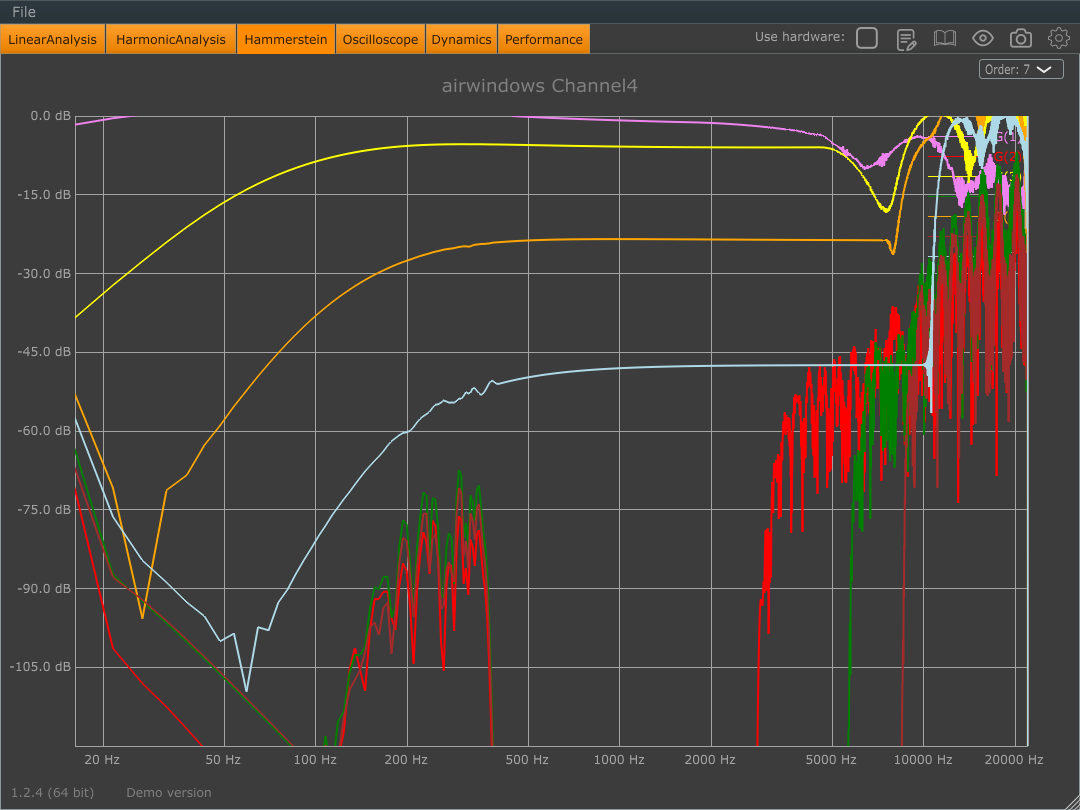 File
LinearAnalysis HarmonicAnalysis Hammerstein Oscilloscope Dynamics Performance Use hardware:
Order: 7
airwindows Channel4
0.0 dB
G(1)
G(2)
-15.0 dB
-30.0 dB
-45.0 dB
-60.0 dB
-75.0 dB
-90.0 dB
-105.0 dB
20 Hz 50 Hz 100 Hz 200 Hz 500 Hz 1000 Hz 2000 Hz 5000 Hz 10000 Hz 20000 Hz
1.2.4 (64 bit) Demo version